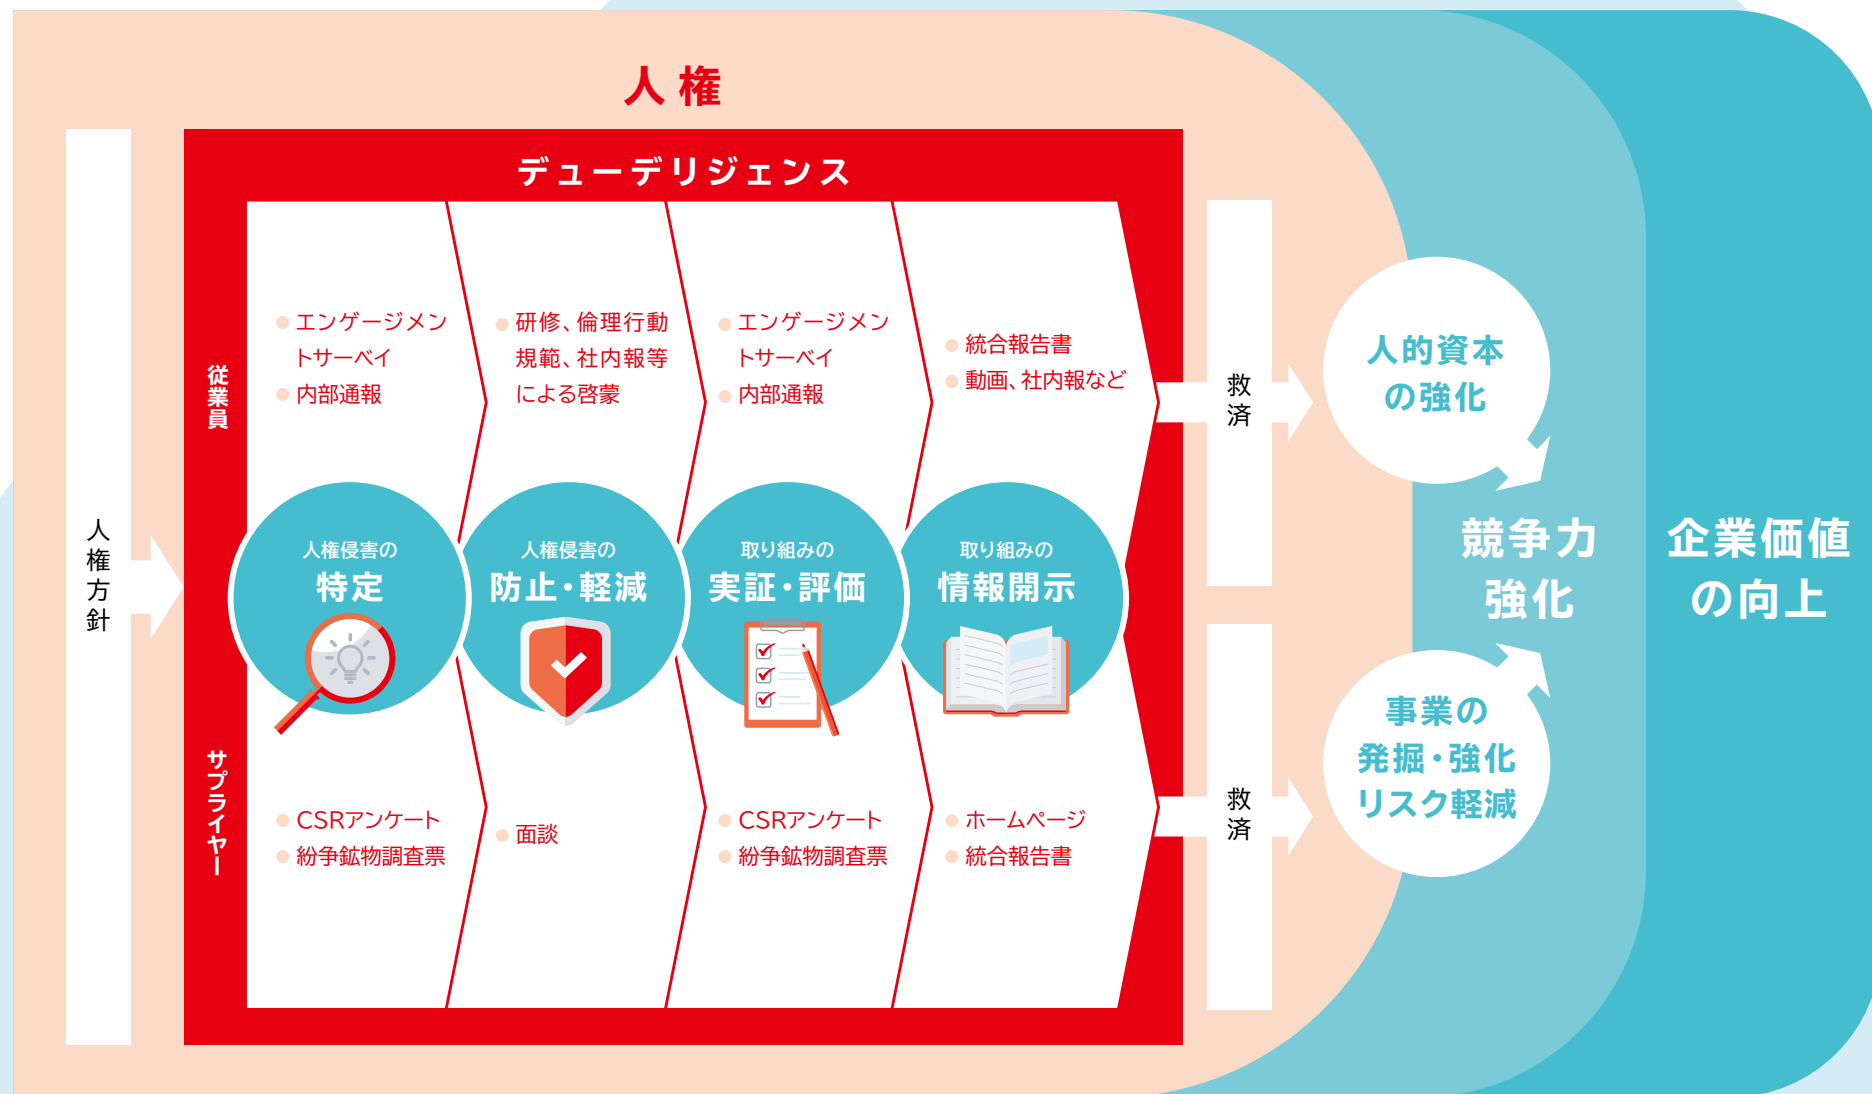 人権
人権方針
デューデリジェンス
従業員
エンゲージメン
トサーベイ
内部通報
研修、倫理行動
規範、社内報等
による啓蒙
エンゲージメン
トサーベイ
内部通報
統合報告書
動画、社内報など
人権侵害の
特定
人権侵害の
防止・軽減
取り組みの
実証・評価
取り組みの
情報開示
サプライヤー
CSRアンケート
紛争鉱物調査票
面談
CSRアンケート
紛争鉱物調査票
ホームページ
統合報告書
救済
救済
人的資本
の強化
事業の
発掘・強化
リスク軽減
競争力
強化
企業価値
の向上